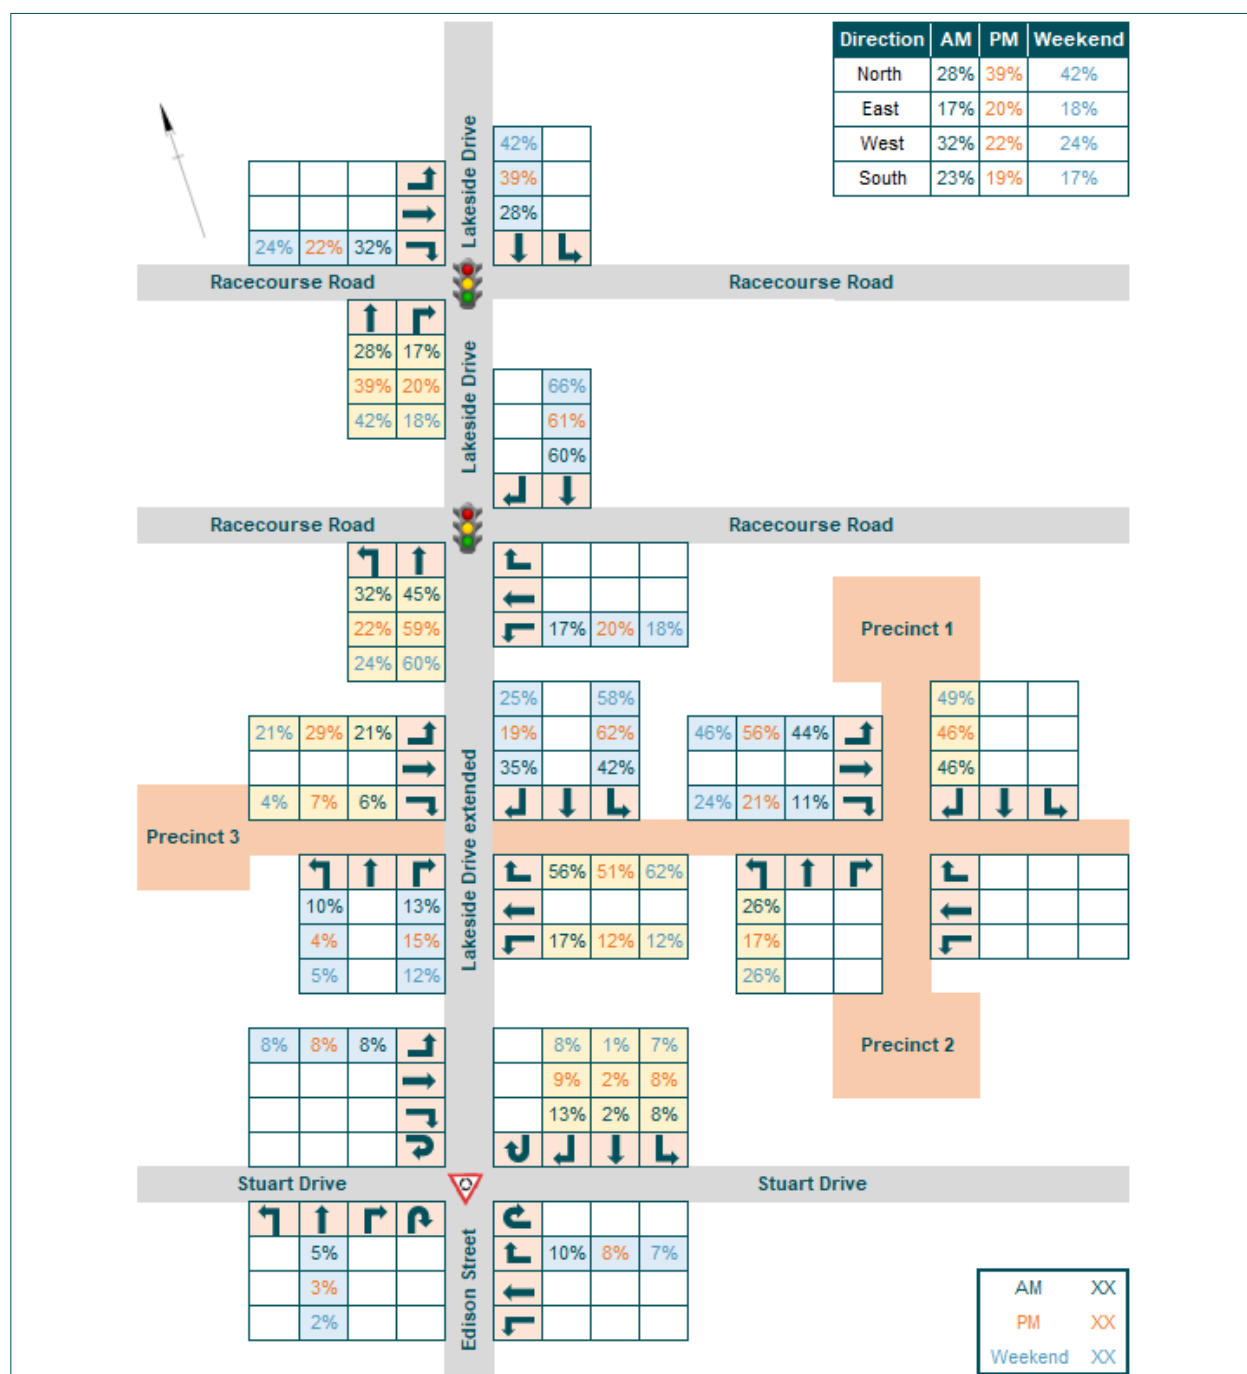 Direction AM PM Weekend
North 28% 39% 42%
East 17% 20% 18%
West 32% 22% 24%
South 23% 19% 17%
Lakeside Drive
42%
39%
28%
24% 22% 32%
Racecourse Road Racecourse Road
28% 17%
39% 20%
42% 18%
Lakeside Drive
66%
61%
60%
Racecourse Road Racecourse Road
32% 45%
22% 59%
24% 60%
17% 20% 18%
Precinct 1
Lakeside Drive extended
21% 29% 21%
4% 7% 6%
25% 58%
19% 62%
35% 42%
46% 56% 44%
24% 21% 11%
49%
46%
46%
Precinct 3
10% 13%
4% 15%
5% 12%
56% 51% 62%
17% 12% 12%
26%
17%
26%
Precinct 2
8% 8% 8%
8% 1% 7%
9% 2% 8%
13% 2% 8%
Stuart Drive Stuart Drive
5%
3%
2%
Edison Street
10% 8% 7%
AM XX
PM XX
Weekend XX